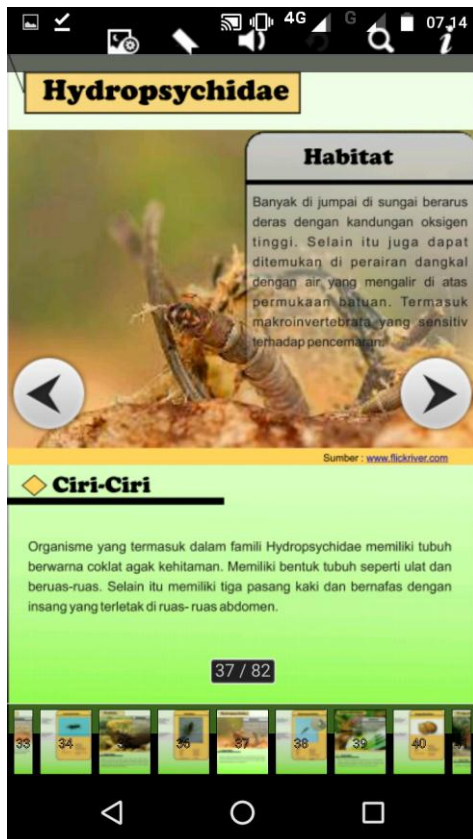 4G G 07.14
Hydropsychidae
Habitat
Banyak di jumpai di sungai berarus
deras dengan kandungan oksigen
tinggi. Selain itu juga dapat
ditemukan di perairan dangkal
dengan air yang mengalir di atas
permukaan batuan. Termasuk
makroinvertebrata yang sensitiv
terhadap pencemaran.
Sumber : www.flickriver.com
Ciri-Ciri
Organisme yang termasuk dalam famili Hydropsychidae memiliki tubuh
berwarna coklat agak kehitaman. Memiliki bentuk tubuh seperti ulat dan
beruas-ruas. Selain itu memiliki tiga pasang kaki dan bernafas dengan
insang yang terletak di ruas- ruas abdomen.
37 / 82
33 34 36 37 38 39 40